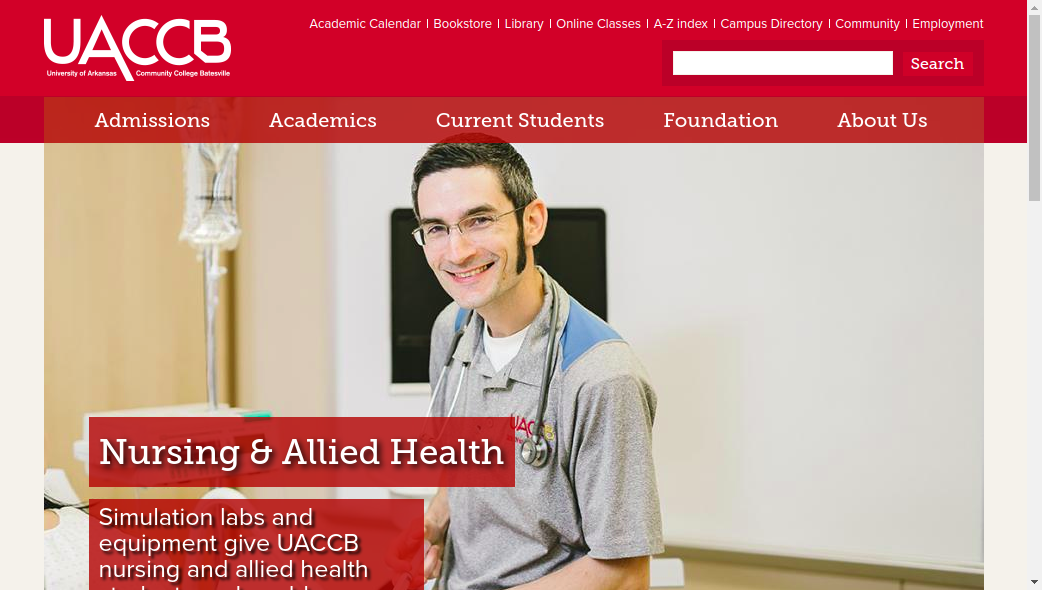 UACCB
University of Arkansas Community College Batesville
Academic Calendar | Bookstore | Library | Online Classes | A-Z index | Campus Directory | Community | Employment
Search
Admissions Academics Current Students Foundation About Us
UACCB
Nursing & Allied Health
Simulation labs and
equipment give UACCB
nursing and allied health